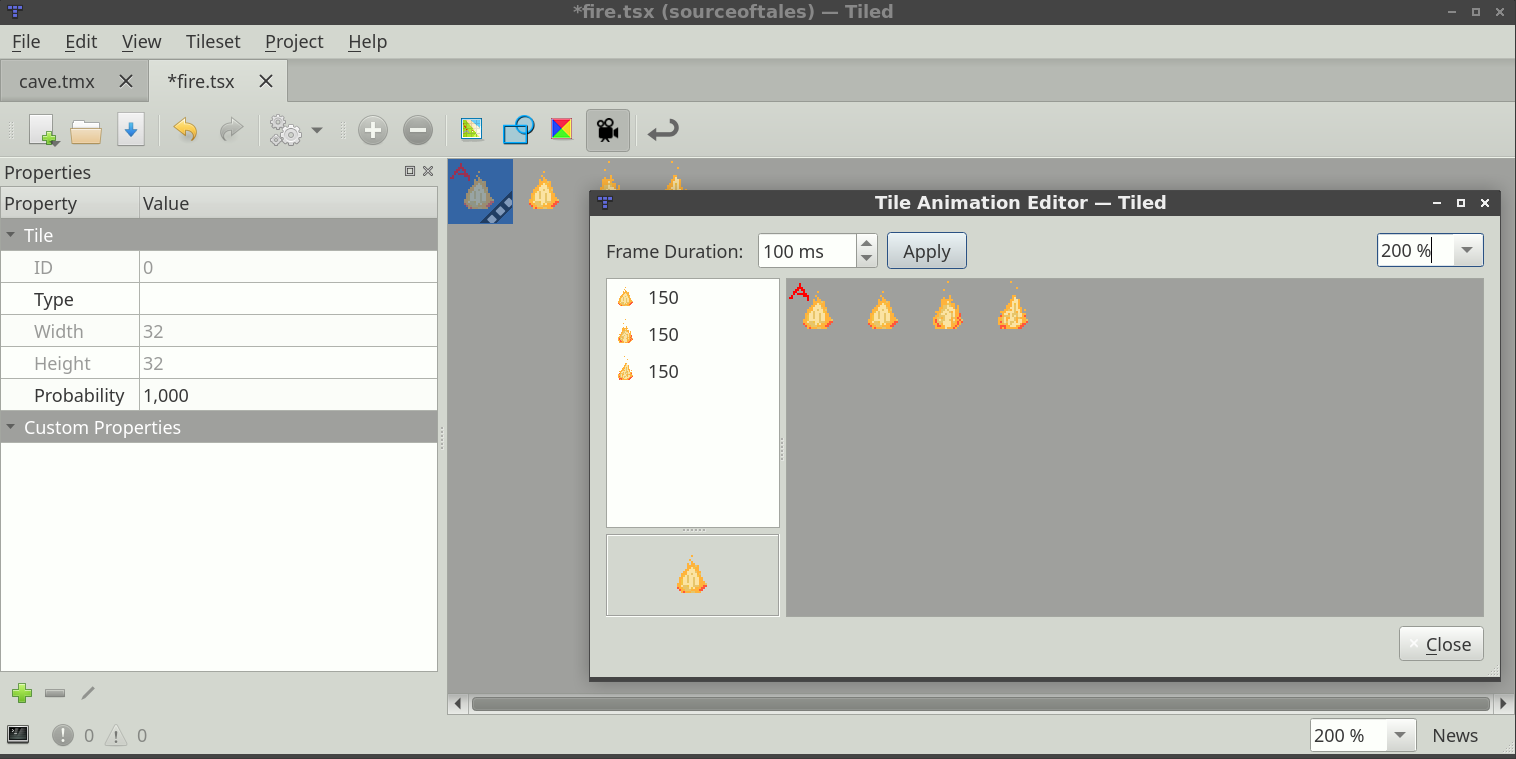 *fire.tsx (sourceoftales) — Tiled
File Edit View Tileset Project Help
cave.tmx *fire.tsx
Properties
Property Value
Tile
ID 0
Type
Width 32
Height 32
Probability 1,000
Custom Properties
A
Tile Animation Editor — Tiled
Frame Duration: 100 ms Apply 200 %
150
150
150
A
Close
0 0 200 % News